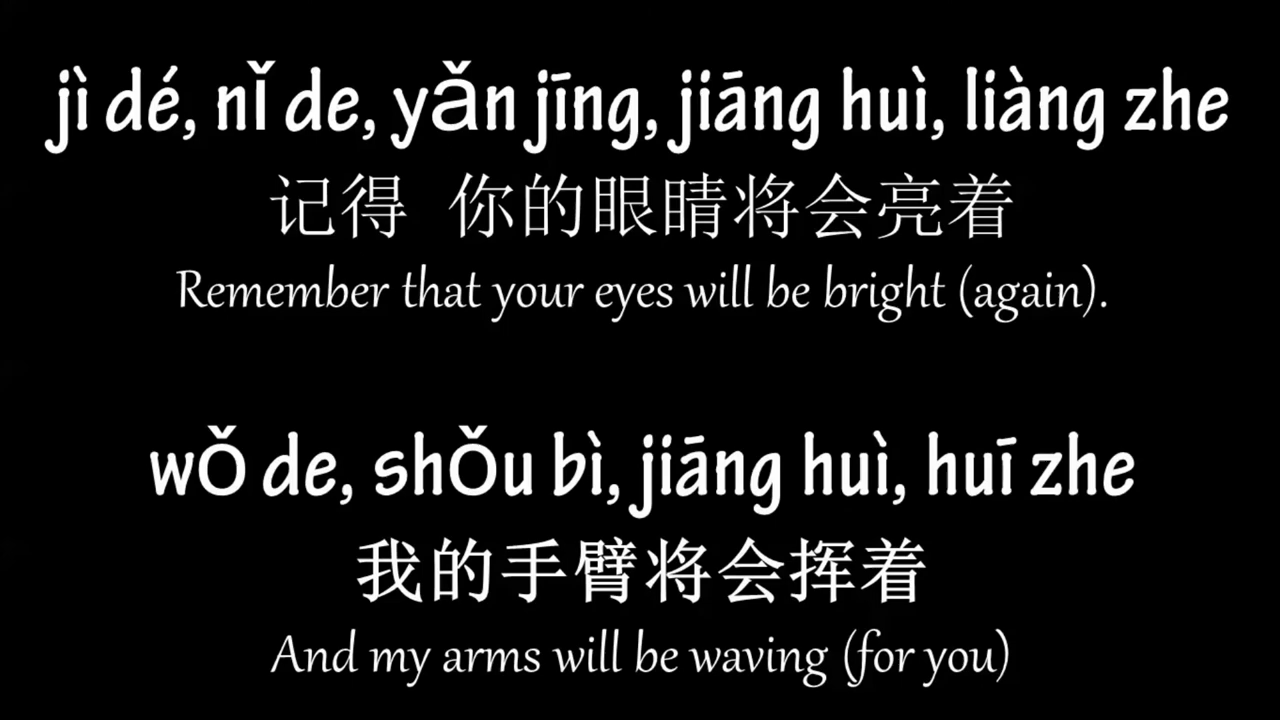 jì dé, nǐ de, yǎn jīng, jiāng huì, liàng zhe
记得 你的眼睛将会亮着
Remember that your eyes will be bright (again).
wǒ de, shǒu bì, jiāng huì, huī zhe
我的手臂将会挥着
And my arms will be waving (for you)